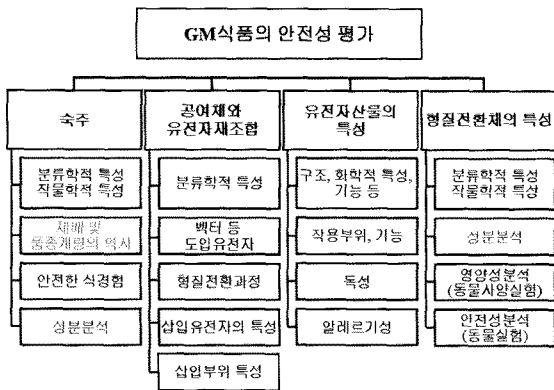 GM식품의 안전성 평가
숙주
분류학적 특성
작물학적 특성
재배 및
품종개량의 역사
안전한 식경험
성분분석
공여체와
유전자재조합
분류학적 특성
벡터 등
도입유전자
형질전환과정
삽입유전자의 특성
삽입부위 특성
유전자산물의
특성
구조, 화학적 특성,
기능 등
작용부위, 기능
독성
알레르기성
형질전환체의 특성
분류학적 특성
작물학적 특성
성분분석
영양성분석
(동물사양실험)
안전성분석
(동물실험)